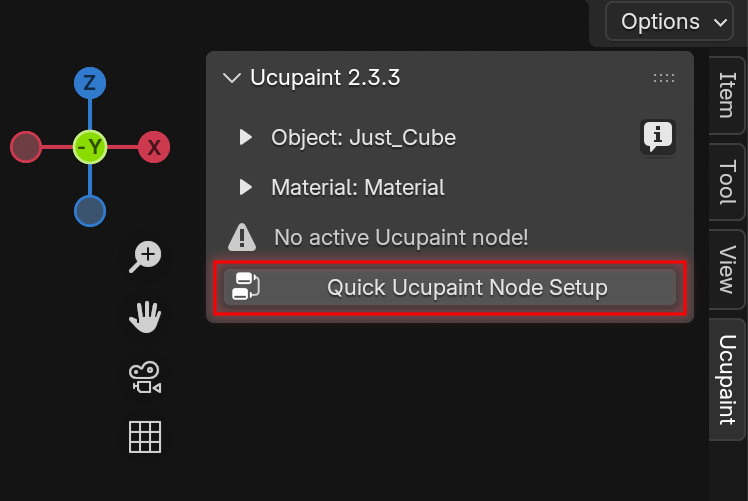 Options
Ucupaint 2.3.3
Object: Just_Cube
Material: Material
No active Ucupaint node!
Quick Ucupaint Node Setup
Z
-Y
X
Item
Tool
View
Ucupaint